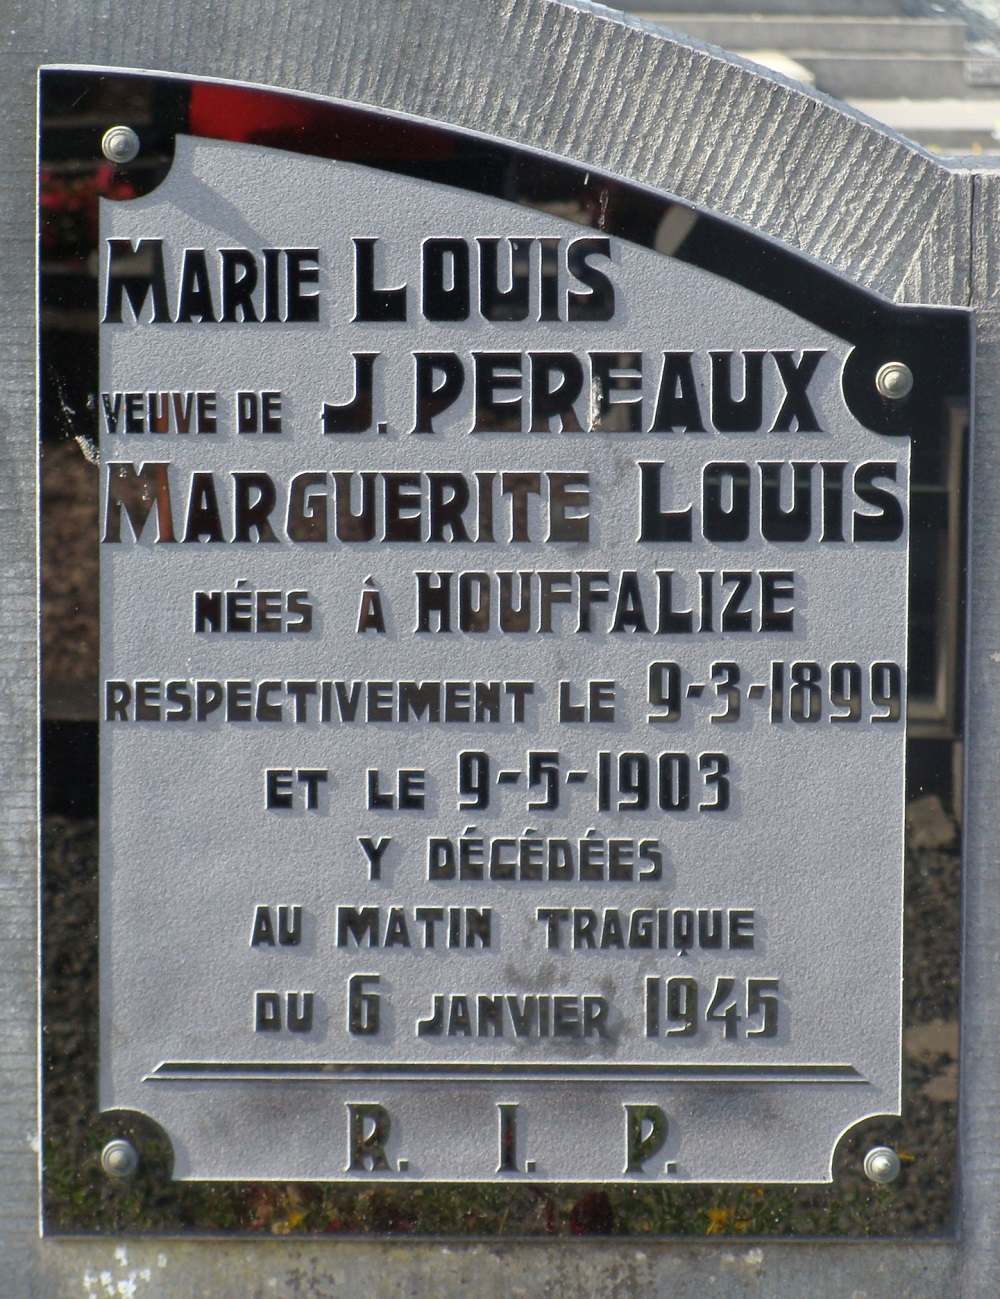 MARIE LOUIS
VEUVE DE J. PEREAUX
MARGUERITE LOUIS
NÉES À HOUFFALIZE
RESPECTIVEMENT LE 9-3-1899
ET LE 9-5-1903
Y DÉCÉDÉES
AU MATIN TRAGIQUE
DU 6 JANVIER 1945
R. I. P.